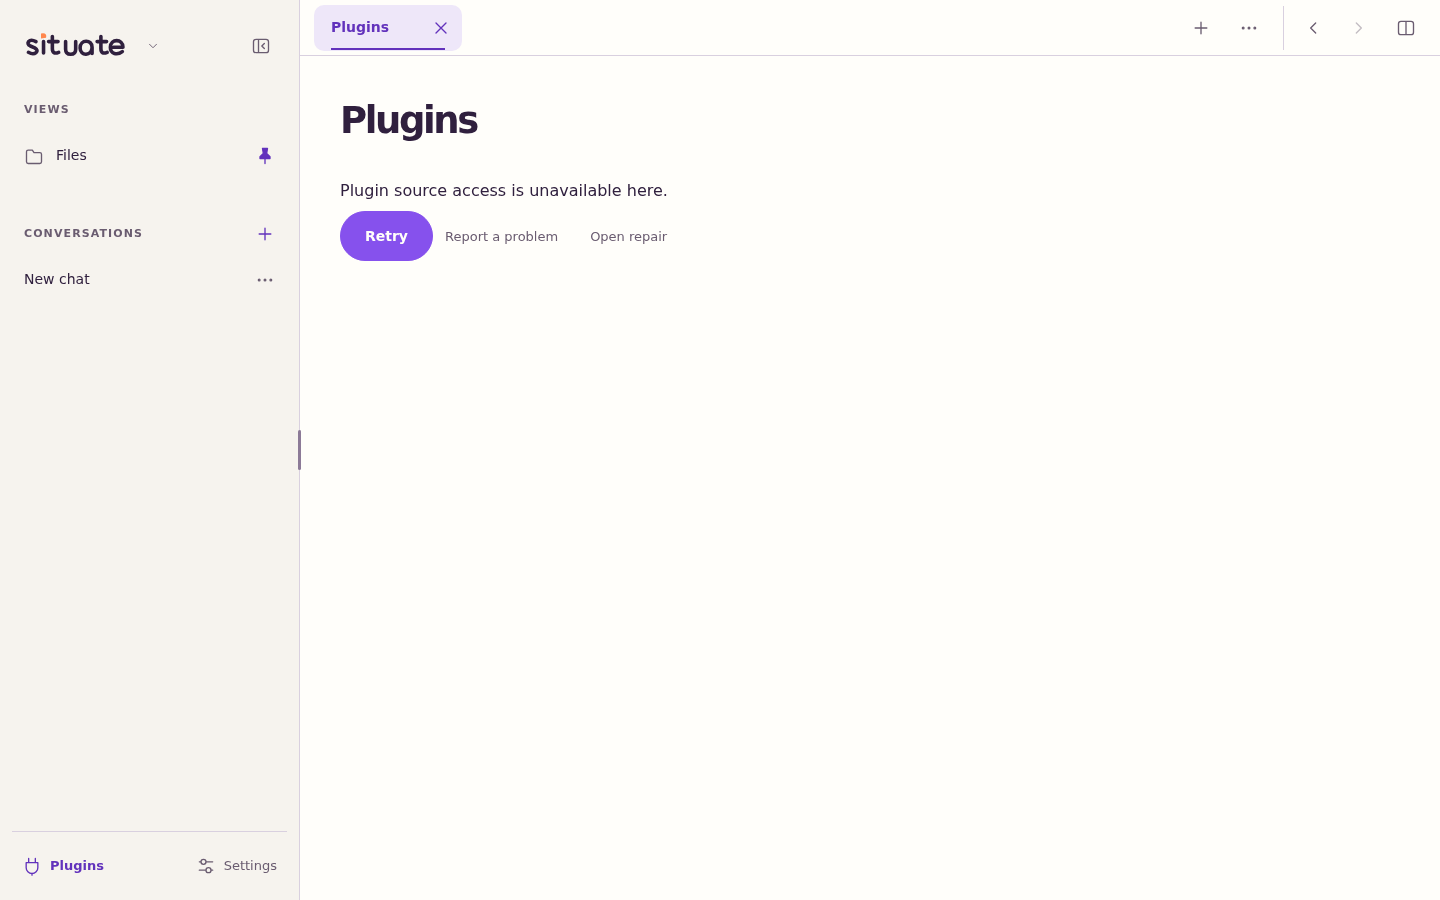 situate
VIEWS
Files
CONVERSATIONS
New chat
Plugins
Settings
Plugins
Plugins
Plugin source access is unavailable here.
Retry
Report a problem
Open repair